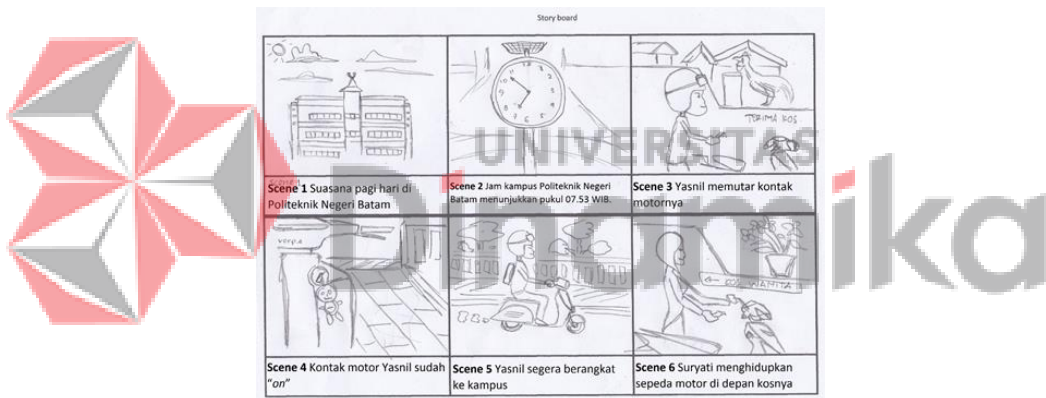 Story board
TERIMA KOS
UNIVERSITAS
Dinamika
Scene 1 Suasana pagi hari di
Politeknik Negeri Batam
Scene 2 Jam kampus Politeknik Negeri
Batam menunjukkan pukul 07.53 WIB.
Scene 3 Yasnil memutar kontak
motornya
WANITA
Scene 4 Kontak motor Yasnil sudah
“on”
Scene 5 Yasnil segera berangkat
ke kampus
Scene 6 Suryati menghidupkan
sepeda motor di depan kosnya